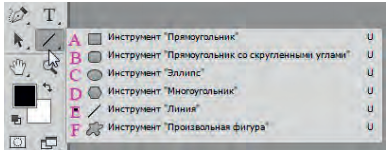 T
A Инструмент "Прямоугольник" U
B Инструмент "Прямоугольник со скругленными углами" U
C Инструмент "Эллипс" U
D Инструмент "Многоугольник" U
E Инструмент "Линия" U
F Инструмент "Произвольная фигура" U